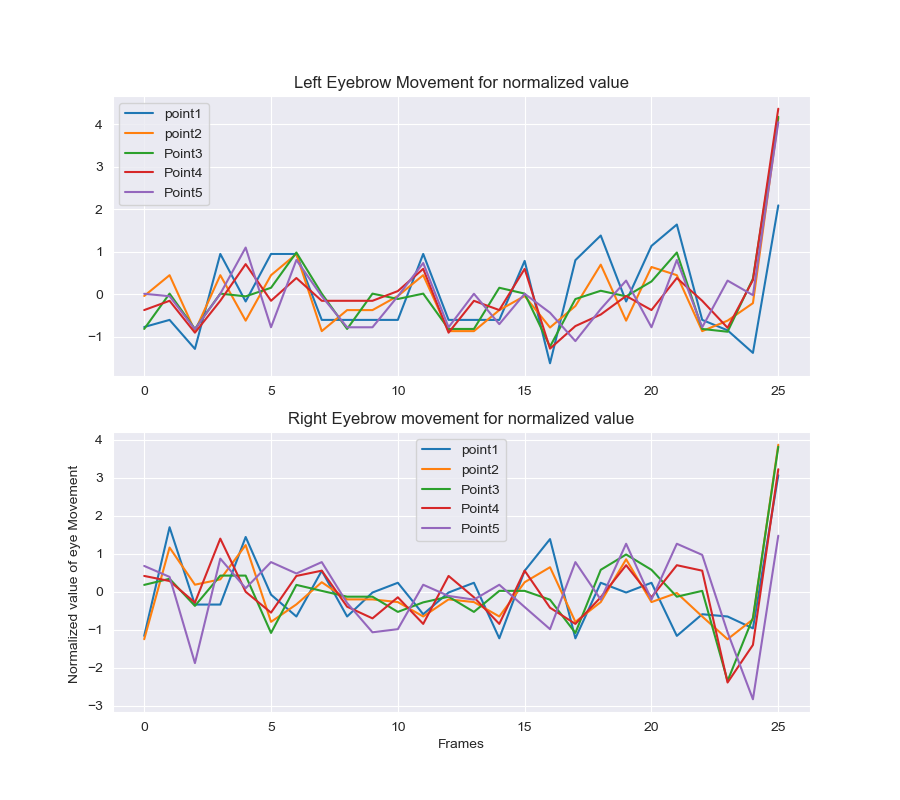 Left Eyebrow Movement for normalized value
point1
point2
Point3
Point4
Point5
4
3
2
1
0
−1
0 5 10 15 20 25
Right Eyebrow movement for normalized value
point1
point2
Point3
Point4
Point5
4
3
2
1
0
−1
−2
−3
Normalized value of eye Movement
0 5 10 15 20 25
Frames